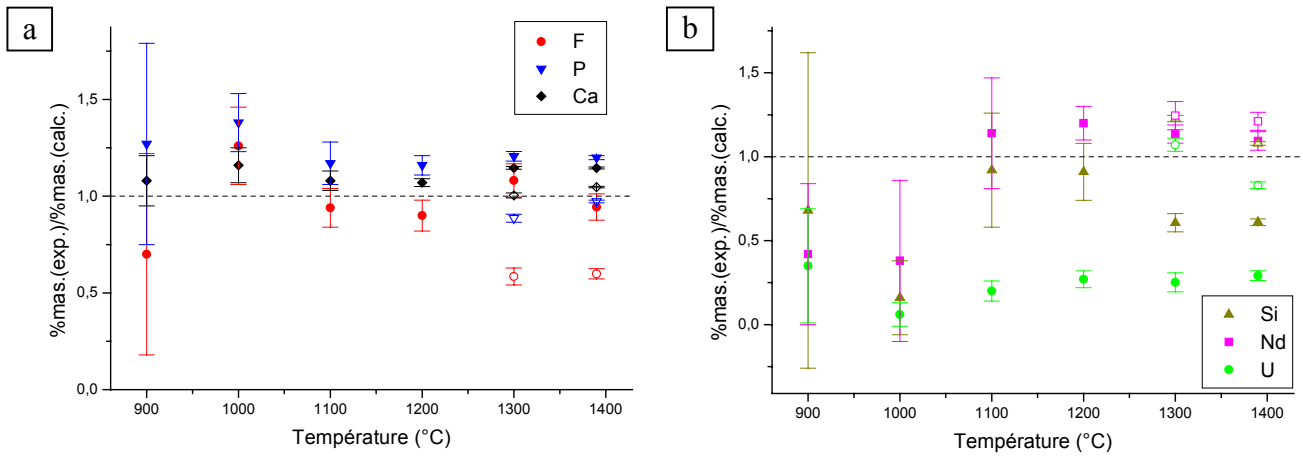 a
%mas.(exp.)/%mas.(calc.)
1,5
1,0
0,5
0,0
F
P
Ca
900 1000 1100 1200 1300 1400
Température (°C)
b
%mas.(exp.)/%mas.(calc.)
1,5
1,0
0,5
0,0
Si
Nd
U
900 1000 1100 1200 1300 1400
Température (°C)